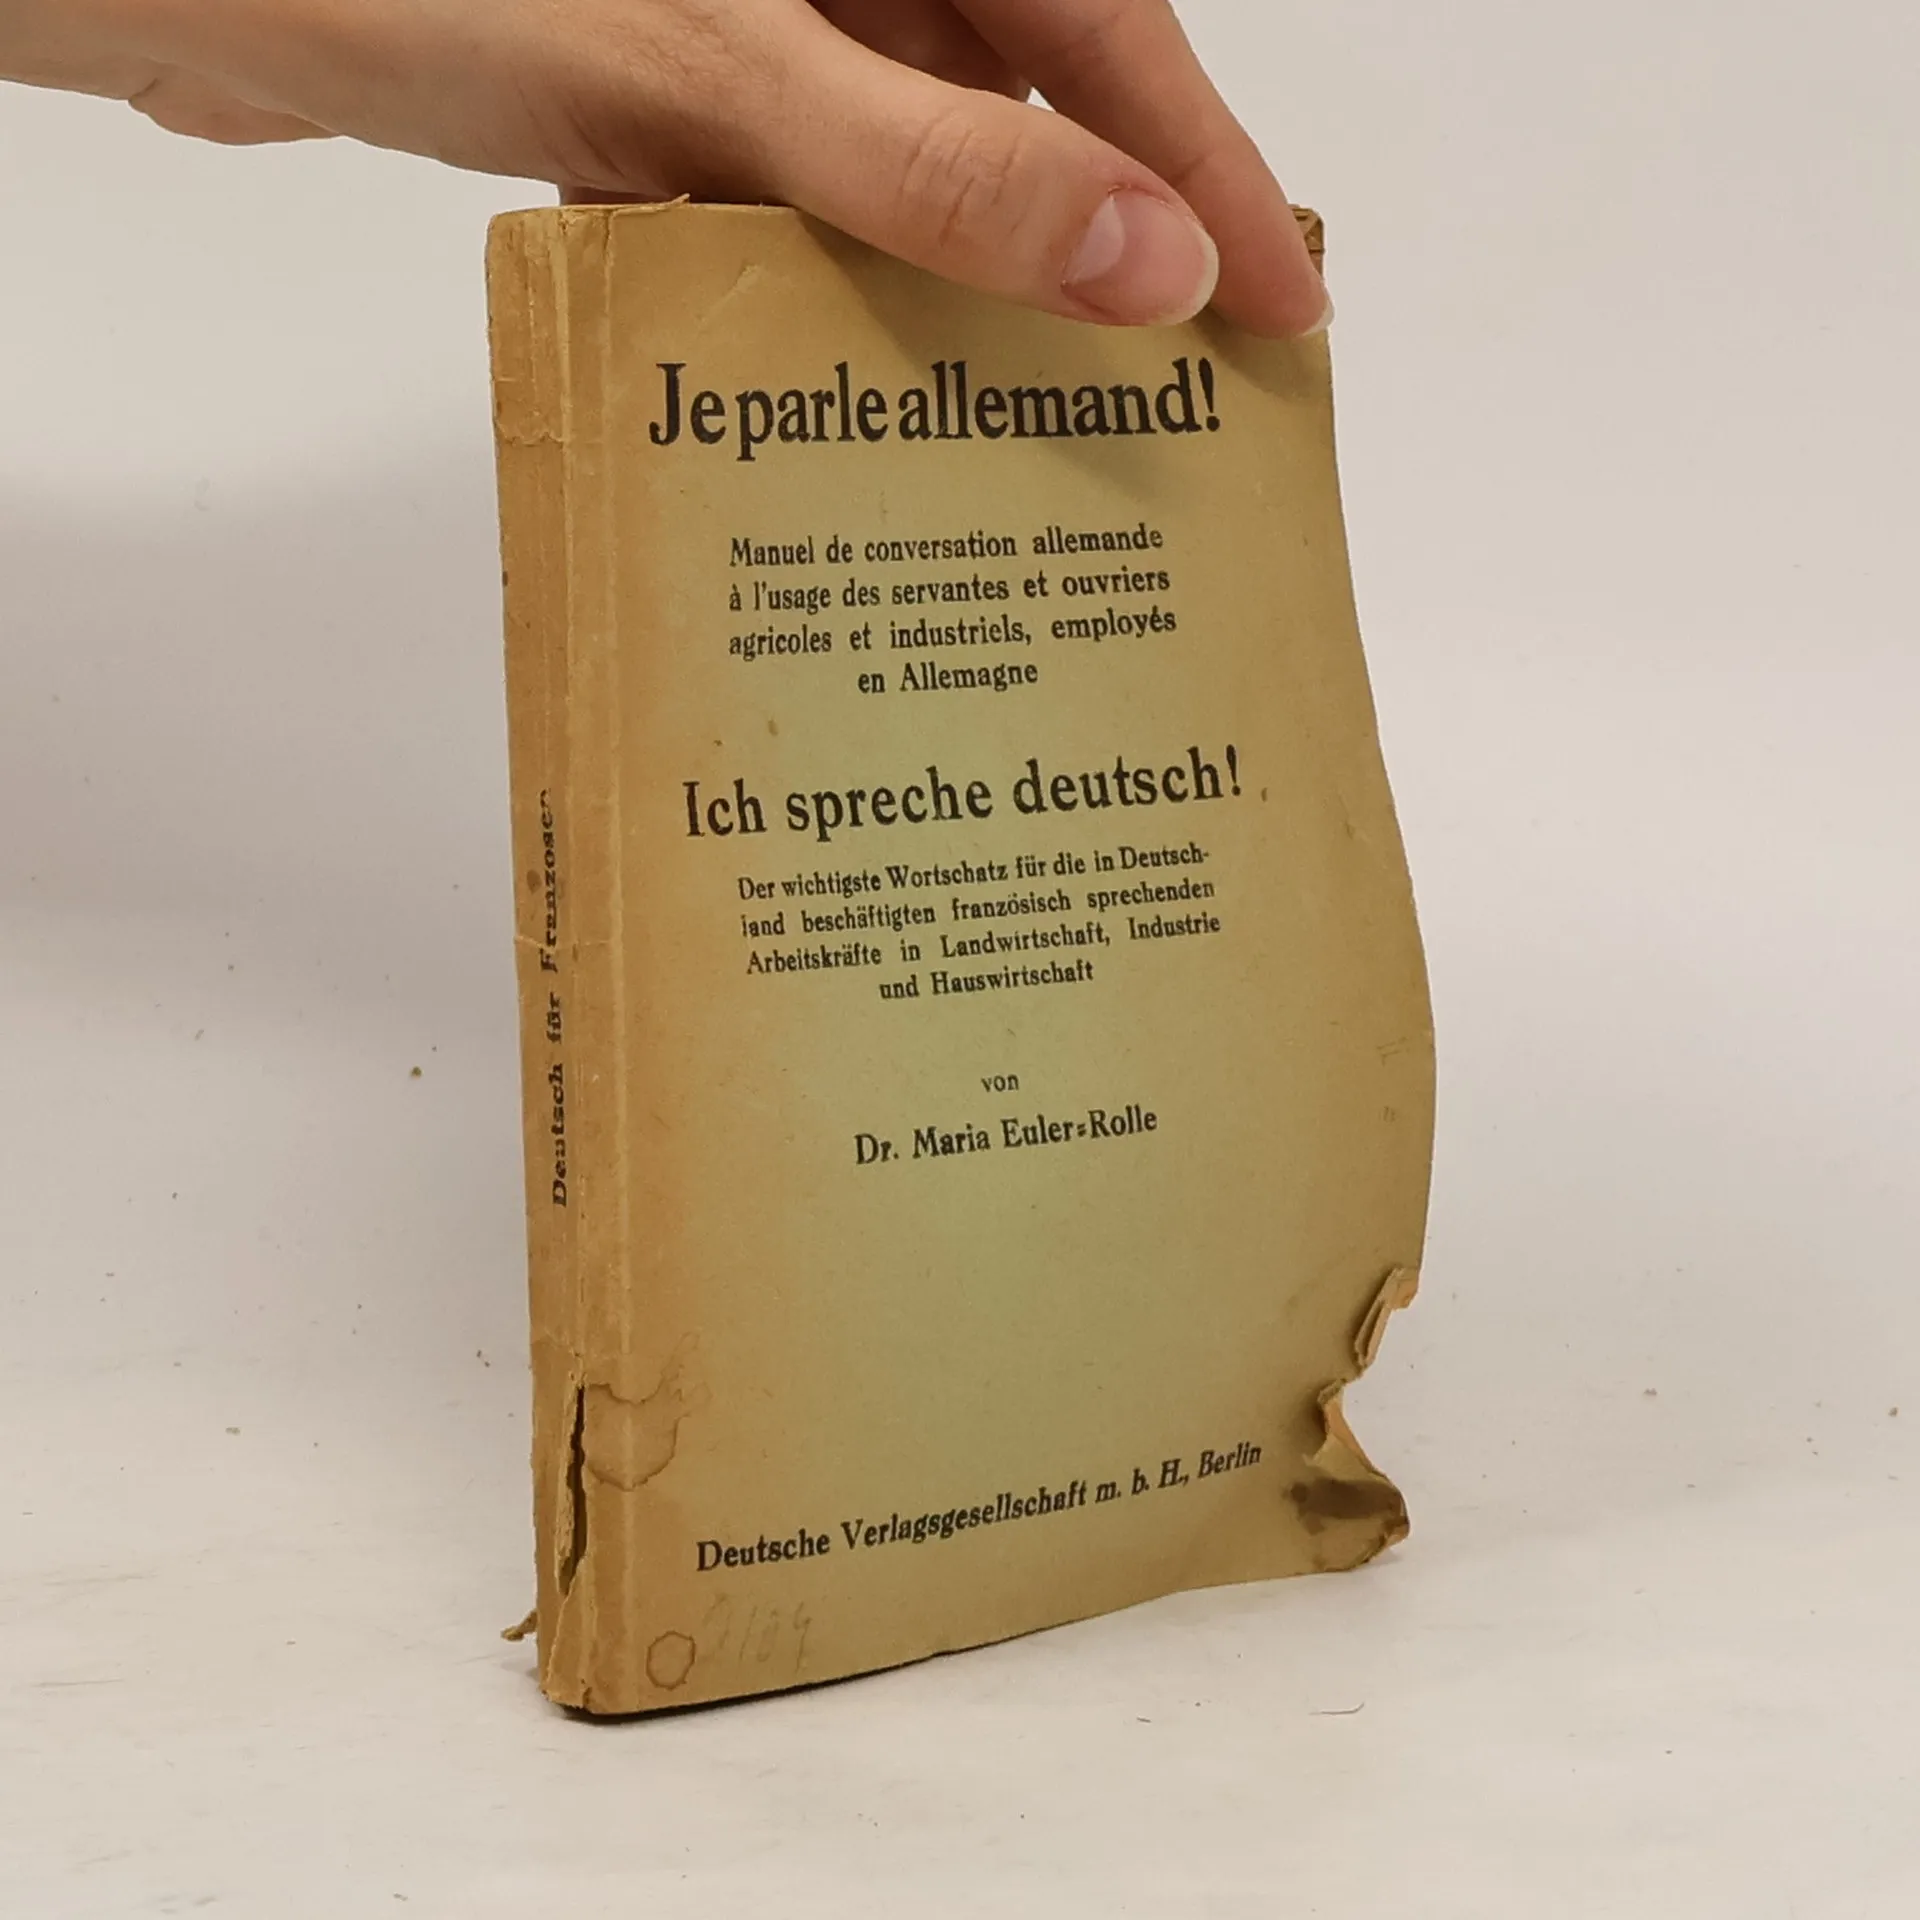 Je parle allemand!
Manuel de conversation allemande
à l'usage des servantes et ouvriers
agricoles et industriels, employés
en Allemagne
Ich spreche deutsch!
Der wichtigste Wortschatz für die in Deutsch-
land beschäftigten französisch sprechenden
Arbeitskräfte in Landwirtschaft, Industrie
und Hauswirtschaft
von
Dr. Maria Euler-Rolle
Deutsche Verlagsgesellschaft m. b. H., Berlin
Deutsch für Franzosen